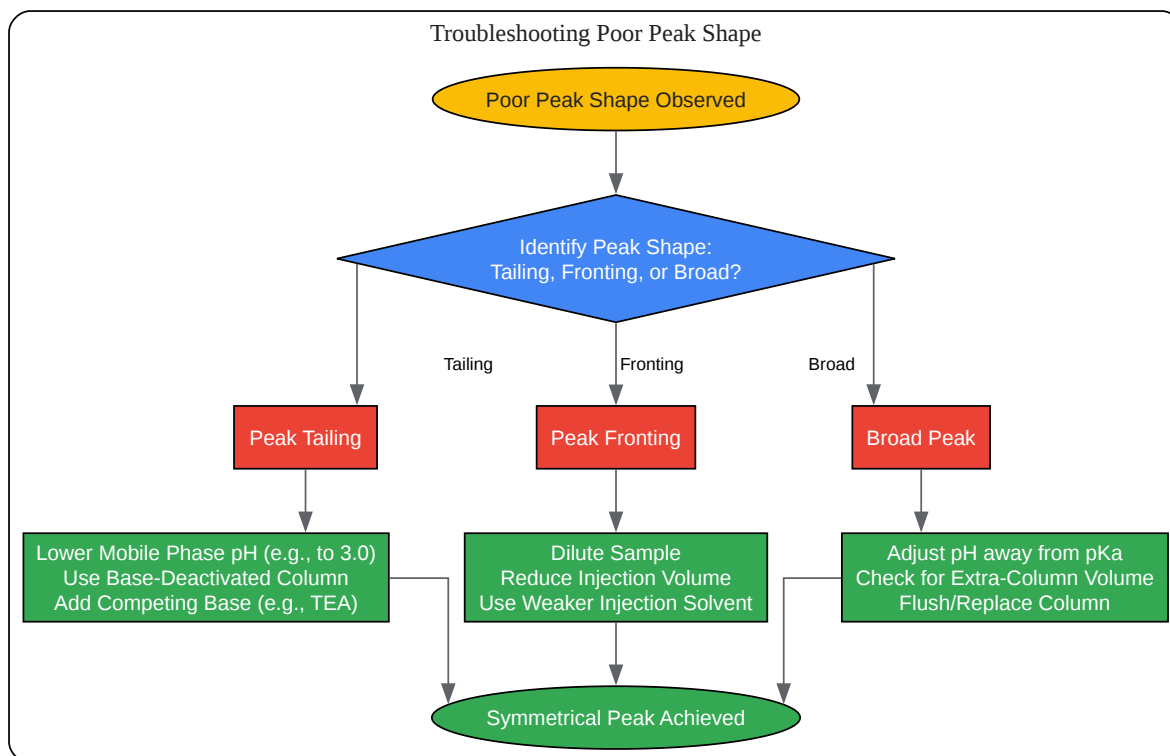 Troubleshooting Poor Peak Shape
Poor Peak Shape Observed
Identify Peak Shape:
Tailing, Fronting, or Broad?
Tailing
Fronting
Broad
Peak Tailing
Peak Fronting
Broad Peak
Lower Mobile Phase pH (e.g., to 3.0)
Use Base-Deactivated Column
Add Competing Base (e.g., TEA)
Dilute Sample
Reduce Injection Volume
Use Weaker Injection Solvent
Adjust pH away from pKa
Check for Extra-Column Volume
Flush/Replace Column
Symmetrical Peak Achieved